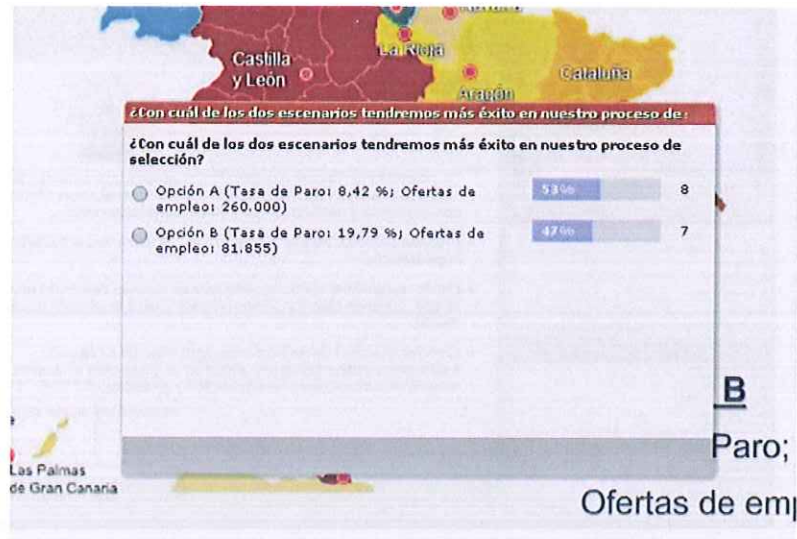 Castilla
y León
La Rioja
Cataluña
Aragón
¿Con cuál de los dos escenarios tendremos más éxito en nuestro proceso de
¿Con cuál de los dos escenarios tendremos más éxito en nuestro proceso de
selección?
Opción A (Tasa de Paro: 8,42 %; Ofertas de
empleo: 260.000)
53%
8
Opción B (Tasa de Paro: 19,79 %; Ofertas de
empleo: 81.855)
47%
7
B
Paro;
Las Palmas
de Gran Canaria
Ofertas de emp